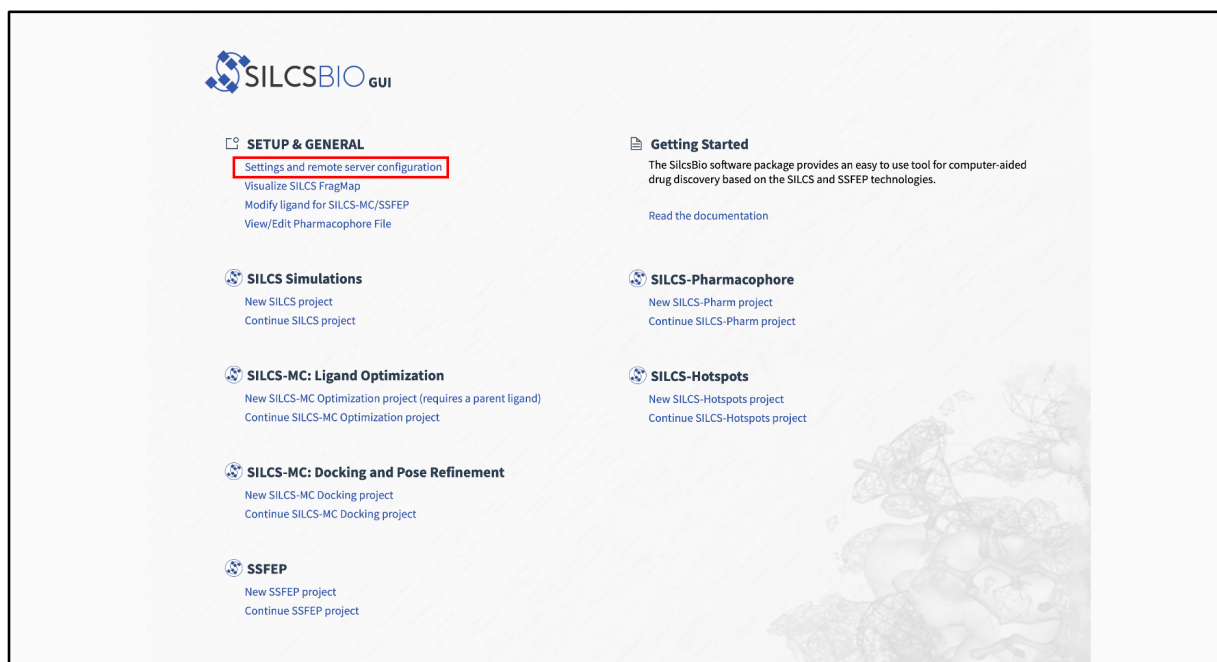 SILCSBIO GUI
SETUP & GENERAL
Settings and remote server configuration
Visualize SILCS FragMap
Modify ligand for SILCS-MC/SSFEP
View/Edit Pharmacophore File
Getting Started
The SilcsBio software package provides an easy to use tool for computer-aided
drug discovery based on the SILCS and SSFEP technologies.
Read the documentation
SILCS Simulations
New SILCS project
Continue SILCS project
SILCS-Pharmacophore
New SILCS-Pharm project
Continue SILCS-Pharm project
SILCS-MC: Ligand Optimization
New SILCS-MC Optimization project (requires a parent ligand)
Continue SILCS-MC Optimization project
SILCS-Hotspots
New SILCS-Hotspots project
Continue SILCS-Hotspots project
SILCS-MC: Docking and Pose Refinement
New SILCS-MC Docking project
Continue SILCS-MC Docking project
SSFEP
New SSFEP project
Continue SSFEP project